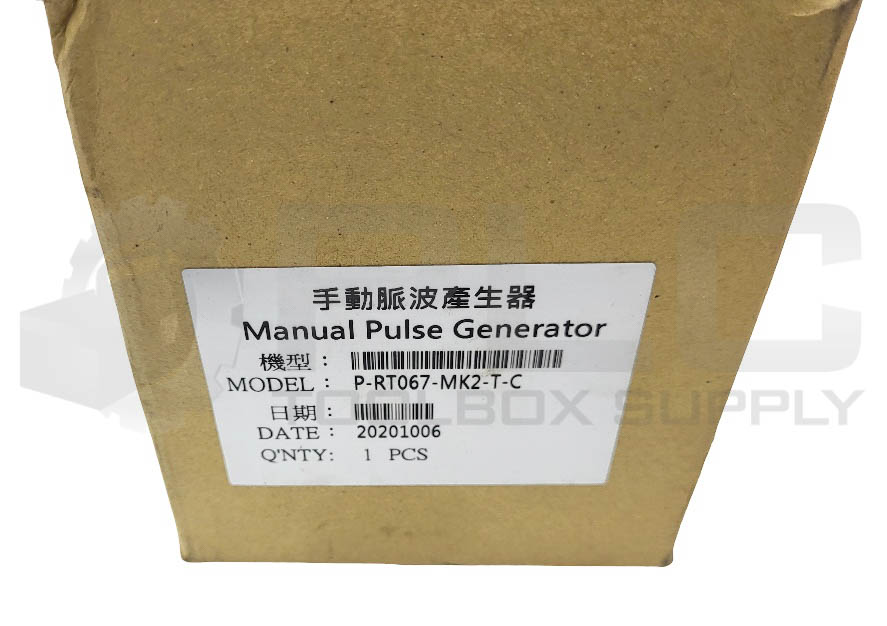 手動脈波產生器
Manual Pulse Generator
機型：
MODEL： P-RT067-MK2-T-C
日期：
DATE： 20201006
Q'NTY: 1 PCS
PLC
TOOLBOX SUPPLY